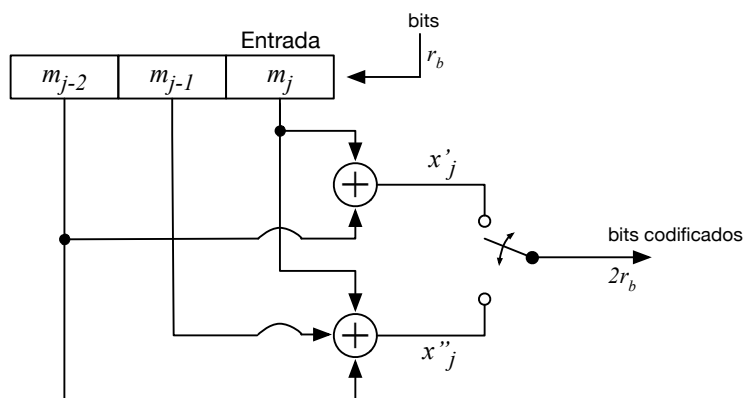 bits
Entrada
r_b
m_{j-2} m_{j-1} m_j
x'_j
bits codificados
2r_b
x''_j